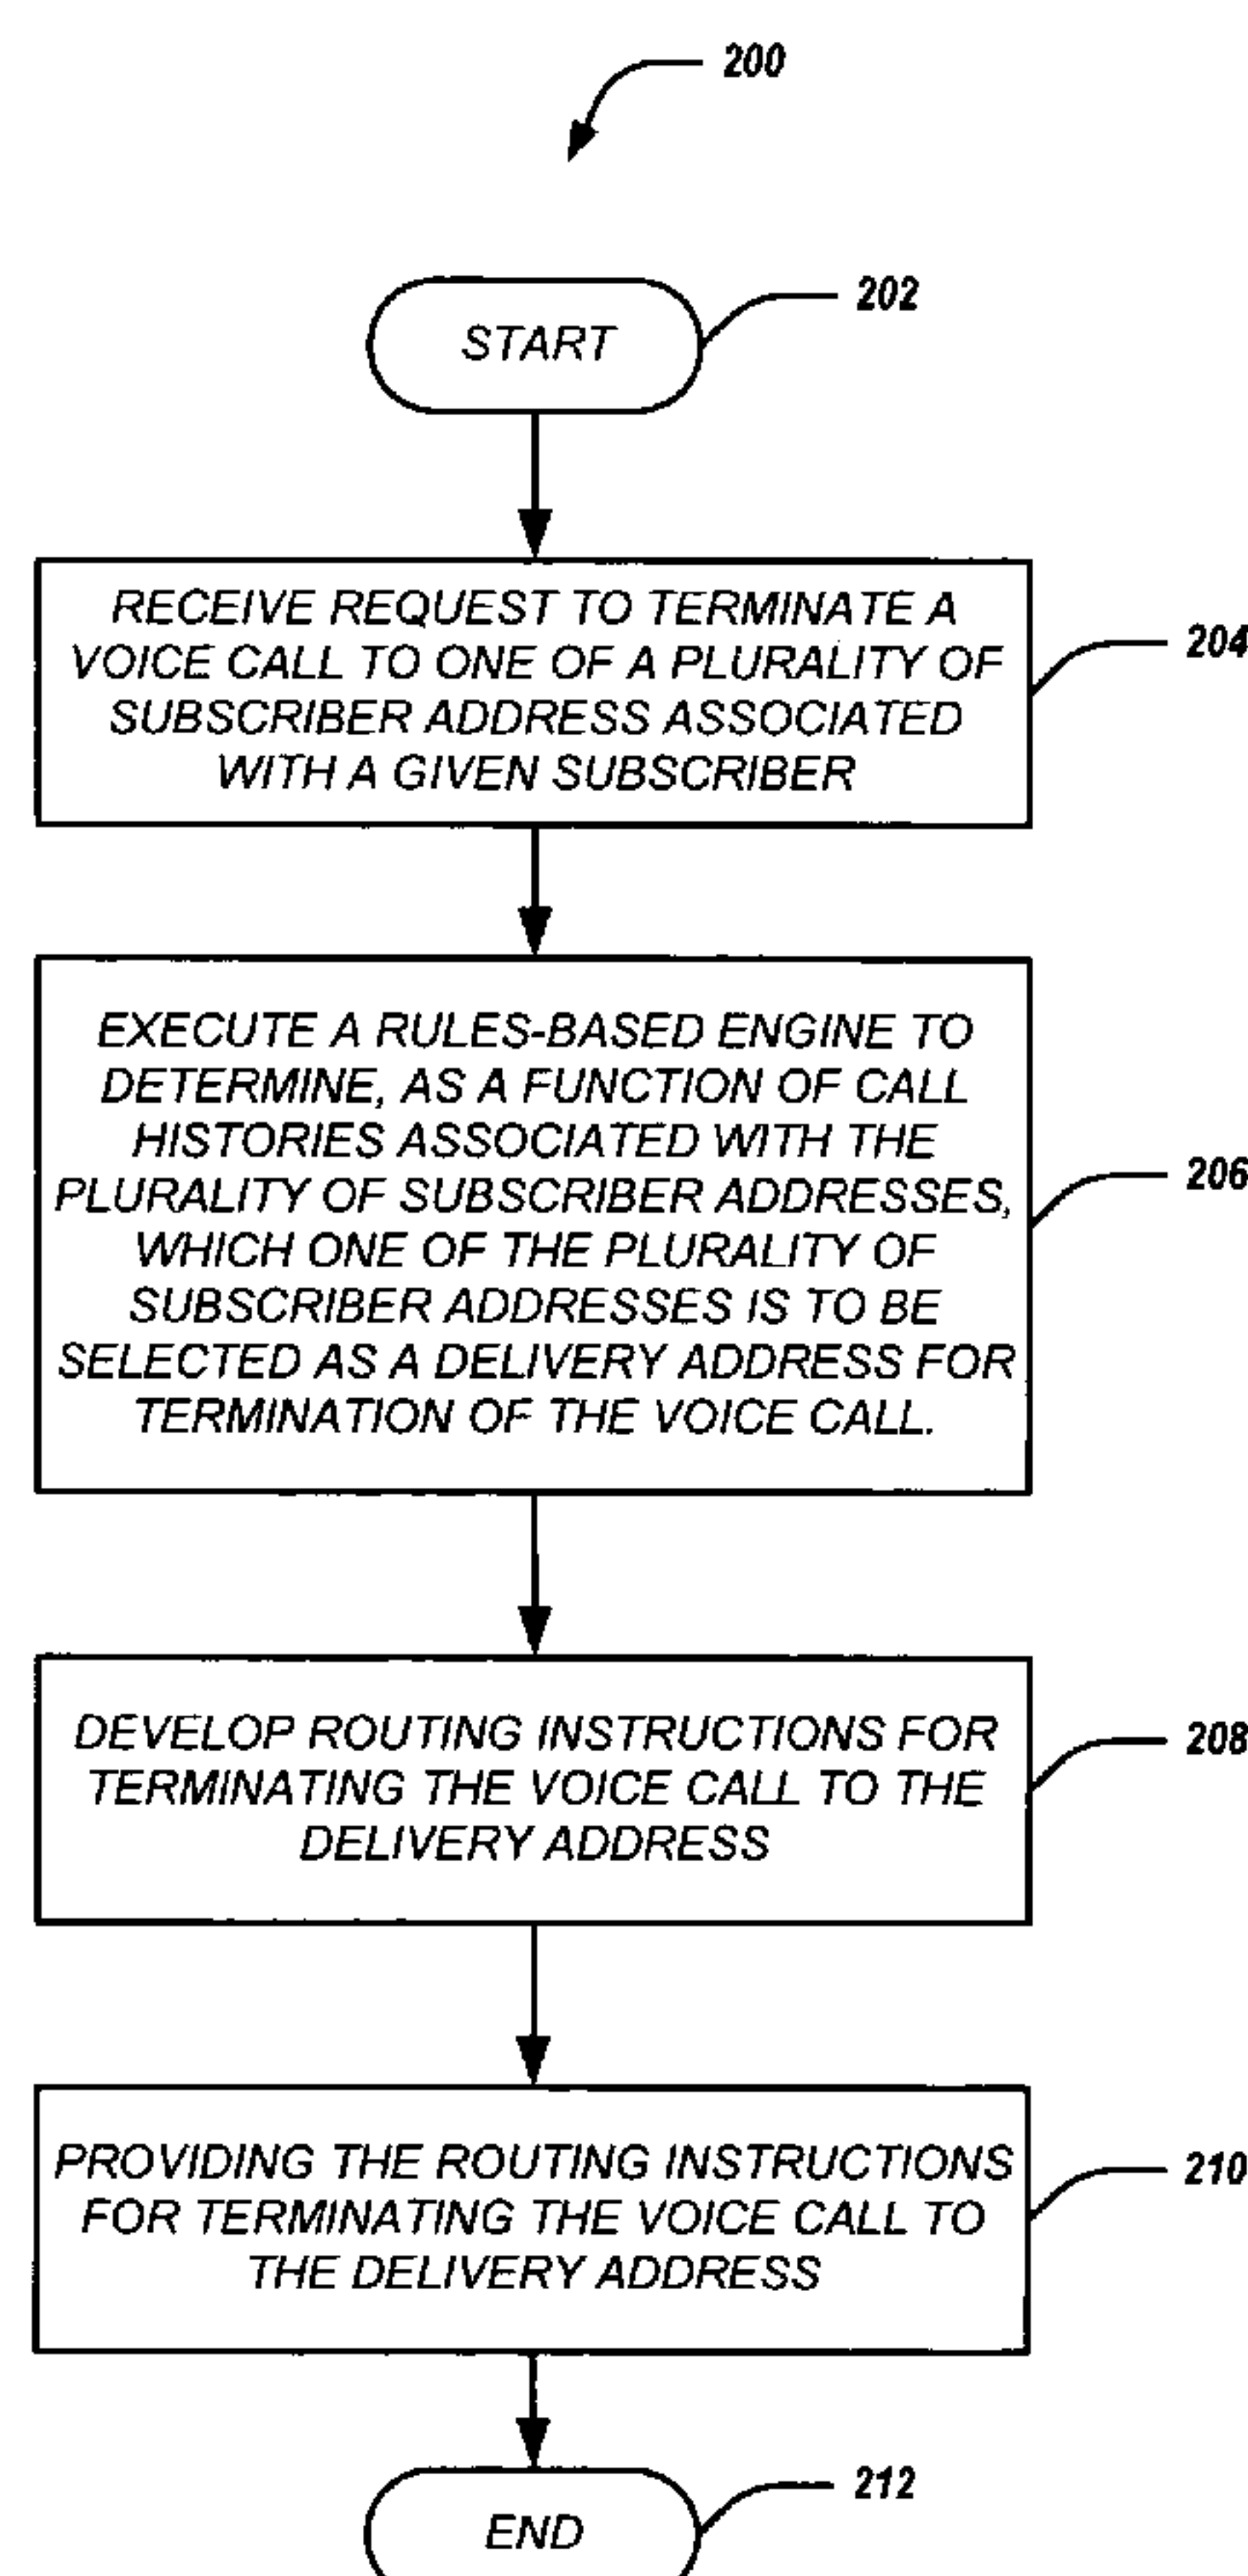 200
202
START
RECEIVE REQUEST TO TERMINATE A
VOICE CALL TO ONE OF A PLURALITY OF
SUBSCRIBER ADDRESS ASSOCIATED
WITH A GIVEN SUBSCRIBER
204
EXECUTE A RULES-BASED ENGINE TO
DETERMINE, AS A FUNCTION OF CALL
HISTORIES ASSOCIATED WITH THE
PLURALITY OF SUBSCRIBER ADDRESSES,
WHICH ONE OF THE PLURALITY OF
SUBSCRIBER ADDRESSES IS TO BE
SELECTED AS A DELIVERY ADDRESS FOR
TERMINATION OF THE VOICE CALL.
206
DEVELOP ROUTING INSTRUCTIONS FOR
TERMINATING THE VOICE CALL TO THE
DELIVERY ADDRESS
208
PROVIDING THE ROUTING INSTRUCTIONS
FOR TERMINATING THE VOICE CALL TO
THE DELIVERY ADDRESS
210
212
END